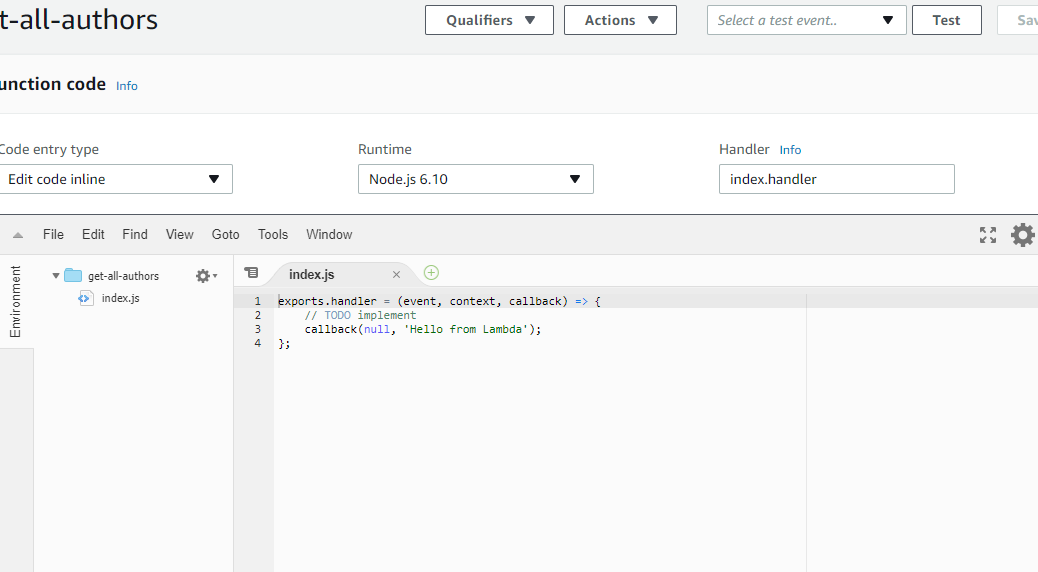 t-all-authors
Qualifiers Actions Select a test event.. Test Sav
unction code Info
Code entry type Runtime Handler Info
Edit code inline Node.js 6.10 index.handler
File Edit Find View Goto Tools Window
Environment
get-all-authors
index.js
index.js
1 exports.handler = (event, context, callback) => {
2 // TODO implement
3 callback(null, 'Hello from Lambda');
4 };